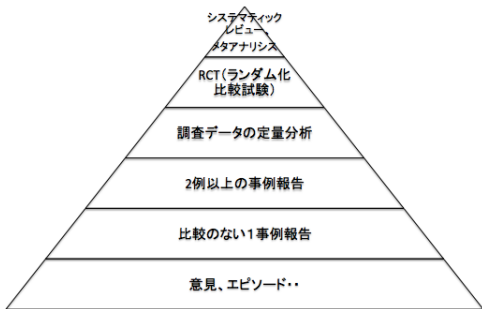 システマティック
レビュー、
メタアナリシス
RCT(ランダム化
比較試験)
調査データの定量分析
2例以上の事例報告
比較のない1事例報告
意見、エピソード・・